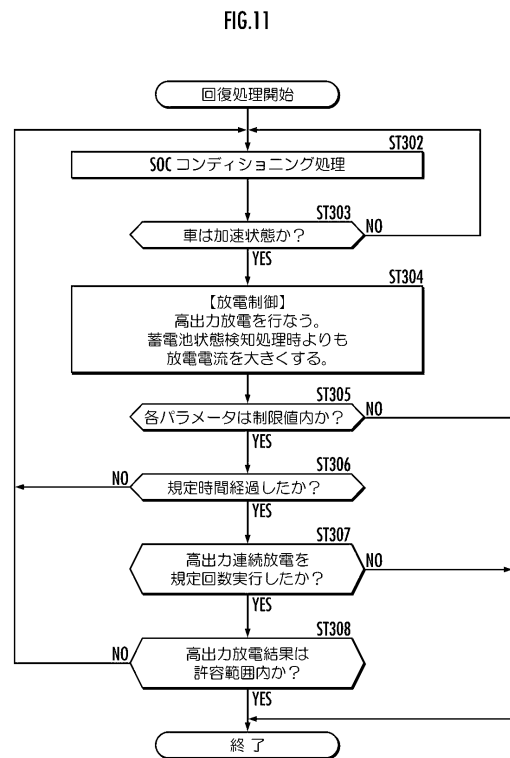 FIG.11
回復処理開始
ST302
SOC コンディショニング処理
ST303
車は加速状態か？
NO
YES
ST304
【放電制御】
高出力放電を行なう。
蓄電池状態検知処理時よりも
放電電流を大きくする。
ST305
各パラメータは制限値内か？
NO
YES
ST306
NO
規定時間経過したか？
YES
ST307
高出力連続放電を
規定回数実行したか？
NO
YES
ST308
NO
高出力放電結果は
許容範囲内か？
YES
終了